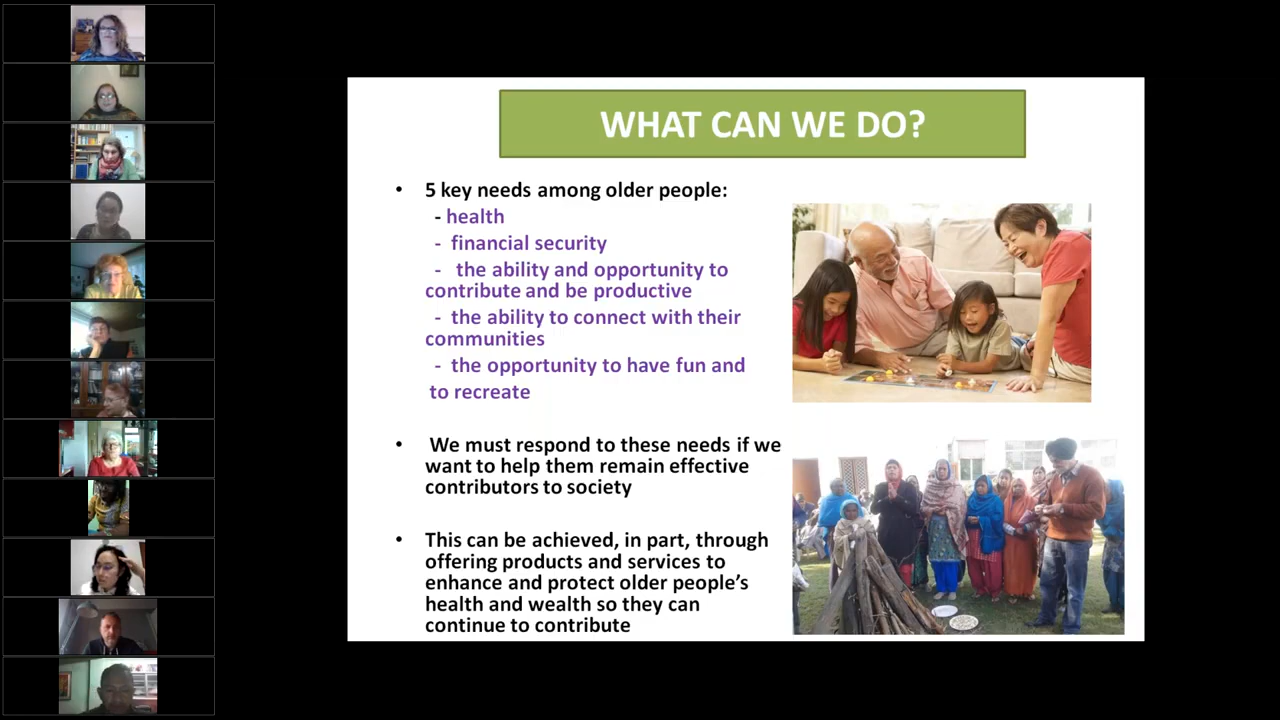 WHAT CAN WE DO?
• 5 key needs among older people:
- health
- financial security
- the ability and opportunity to
contribute and be productive
- the ability to connect with their
communities
- the opportunity to have fun and
to recreate
• We must respond to these needs if we
want to help them remain effective
contributors to society
• This can be achieved, in part, through
offering products and services to
enhance and protect older people's
health and wealth so they can
continue to contribute